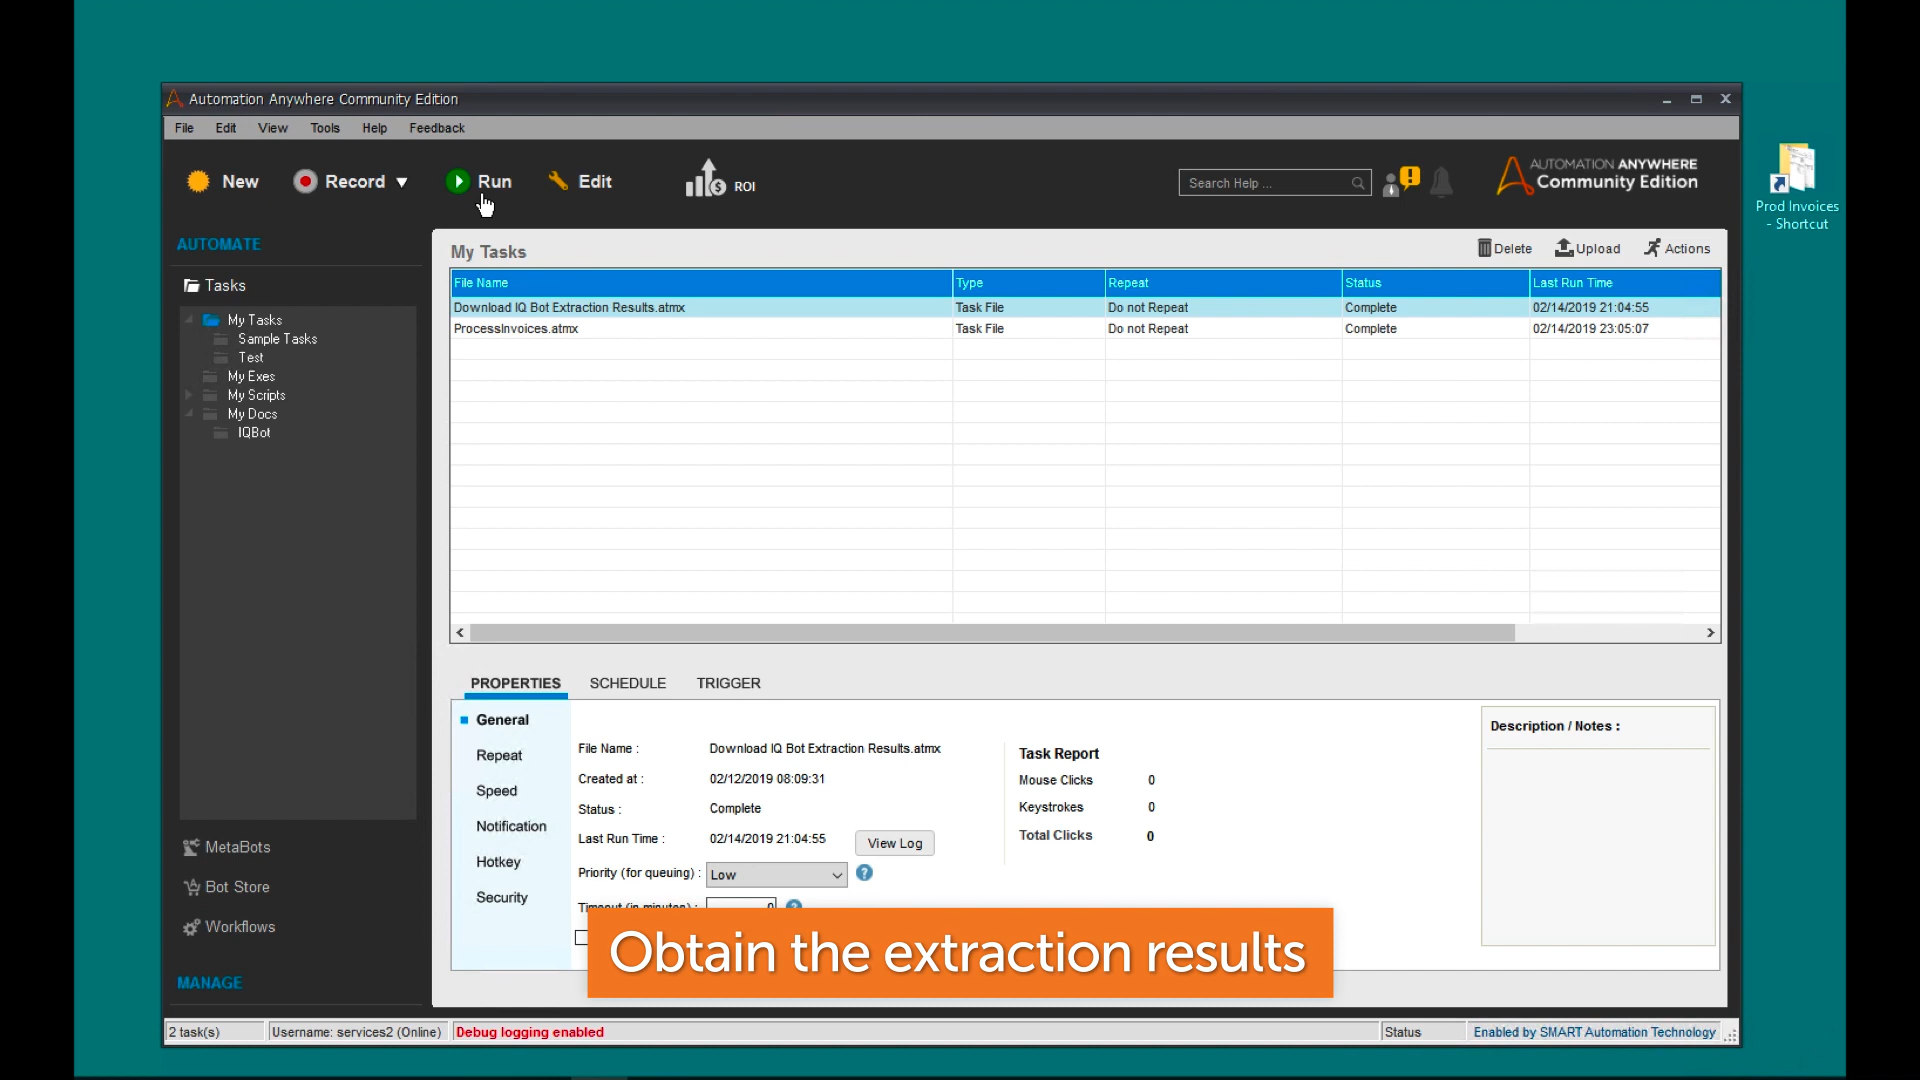 Automation Anywhere Community Edition
File Edit View Tools Help Feedback
New Record Run Edit ROI
Search Help ...
AUTOMATION ANYWHERE
Community Edition
Prod Invoices
- Shortcut
AUTOMATE
Tasks
My Tasks
Sample Tasks
Test
My Exes
My Scripts
My Docs
IQBot
MetaBots
Bot Store
Workflows
MANAGE
My Tasks
Delete Upload Actions
File Name Type Repeat Status Last Run Time
Download IQ Bot Extraction Results.atmx Task File Do not Repeat Complete 02/14/2019 21:04:55
ProcessInvoices.atmx Task File Do not Repeat Complete 02/14/2019 23:05:07
PROPERTIES SCHEDULE TRIGGER
General
Repeat
Speed
Notification
Hotkey
Security
File Name : Download IQ Bot Extraction Results.atmx
Created at : 02/12/2019 08:09:31
Status : Complete
Last Run Time : 02/14/2019 21:04:55 View Log
Priority (for queuing) : Low ?
Timeout (in minutes) : 0 ?
Task Report
Mouse Clicks 0
Keystrokes 0
Total Clicks 0
Description / Notes :
Obtain the extraction results
2 task(s) Username: services2 (Online) Debug logging enabled Status Enabled by SMART Automation Technology